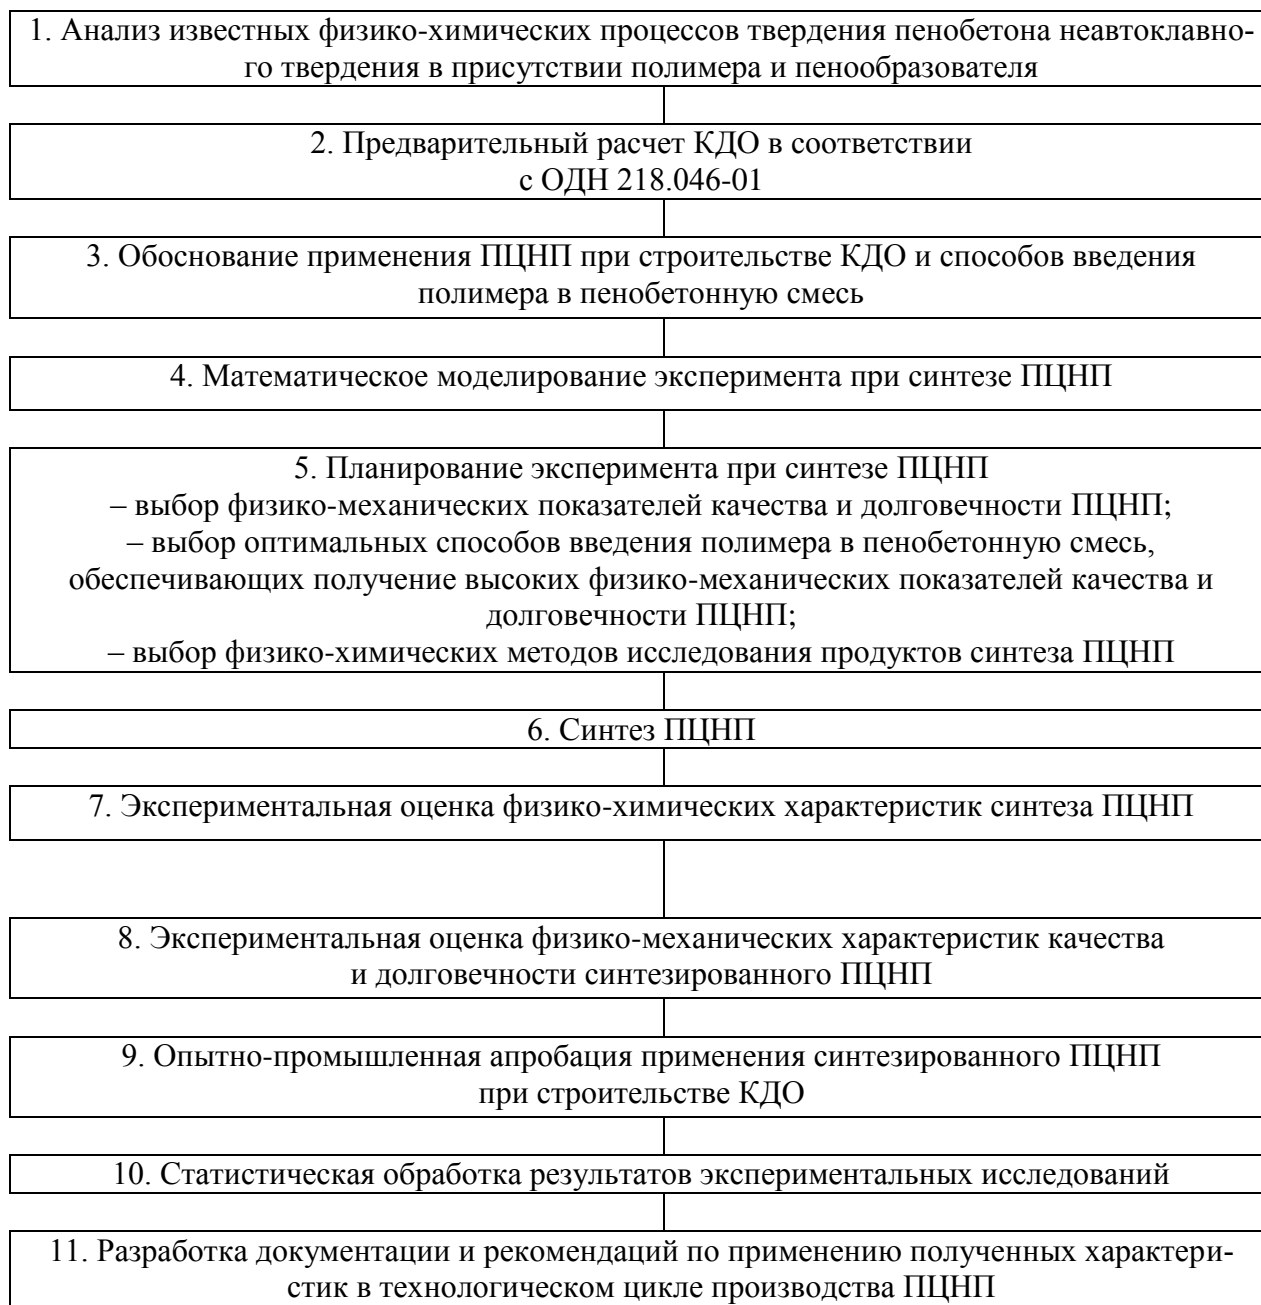 1. Анализ известных физико-химических процессов твердения пенобетона неавтоклавно-
го твердения в присутствии полимера и пенообразователя
2. Предварительный расчет КДО в соответствии
с ОДН 218.046-01
3. Обоснование применения ПЦНП при строительстве КДО и способов введения
полимера в пенобетонную смесь
4. Математическое моделирование эксперимента при синтезе ПЦНП
5. Планирование эксперимента при синтезе ПЦНП
– выбор физико-механических показателей качества и долговечности ПЦНП;
– выбор оптимальных способов введения полимера в пенобетонную смесь,
обеспечивающих получение высоких физико-механических показателей качества и
долговечности ПЦНП;
– выбор физико-химических методов исследования продуктов синтеза ПЦНП
6. Синтез ПЦНП
7. Экспериментальная оценка физико-химических характеристик синтеза ПЦНП
8. Экспериментальная оценка физико-механических характеристик качества
и долговечности синтезированного ПЦНП
9. Опытно-промышленная апробация применения синтезированного ПЦНП
при строительстве КДО
10. Статистическая обработка результатов экспериментальных исследований
11. Разработка документации и рекомендаций по применению полученных характери-
стик в технологическом цикле производства ПЦНП